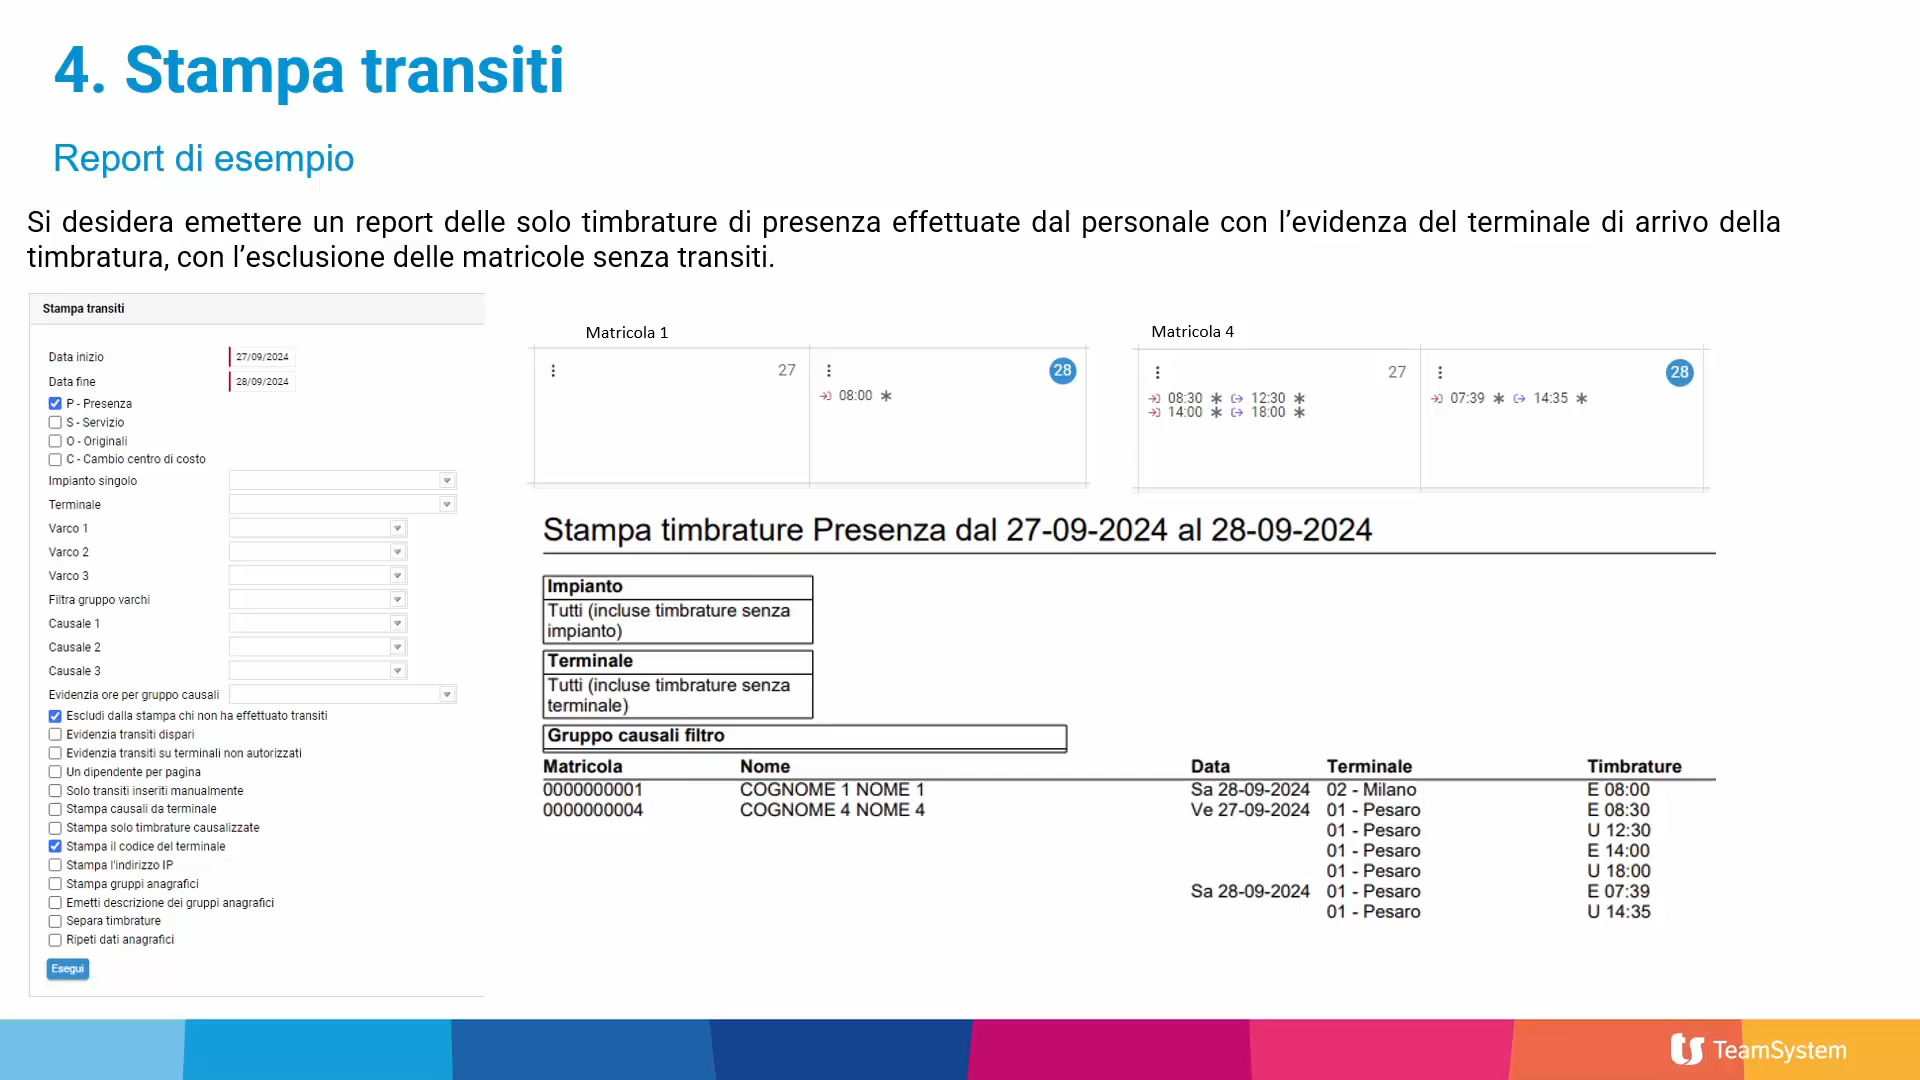 4. Stampa transiti
Report di esempio
Si desidera emettere un report delle solo timbrature di presenza effettuate dal personale con l’evidenza del terminale di arrivo della
timbratura, con l’esclusione delle matricole senza transiti.
Stampa transiti
Data inizio 27/09/2024
Data fine 28/09/2024
P - Presenza
S - Servizio
O - Originali
C - Cambio centro di costo
Impianto singolo
Terminale
Varco 1
Varco 2
Varco 3
Filtra gruppo varchi
Causale 1
Causale 2
Causale 3
Evidenzia ore per gruppo causali
Escludi dalla stampa chi non ha effettuato transiti
Evidenzia transiti dispari
Evidenzia transiti su terminali non autorizzati
Un dipendente per pagina
Solo transiti inseriti manualmente
Stampa causali da terminale
Stampa solo timbrature causalizzate
Stampa il codice del terminale
Stampa l'indirizzo IP
Stampa gruppi anagrafici
Emetti descrizione dei gruppi anagrafici
Separa timbrature
Ripeti dati anagrafici
Esegui
Matricola 1
27 28
08:00 *
Matricola 4
27 28
08:30 * 12:30 * 07:39 * 14:35 *
14:00 * 18:00 *
Stampa timbrature Presenza dal 27-09-2024 al 28-09-2024
Impianto
Tutti (incluse timbrature senza
impianto)
Terminale
Tutti (incluse timbrature senza
terminale)
Gruppo causali filtro
Matricola Nome Data Terminale Timbrature
0000000001 COGNOME 1 NOME 1 Sa 28-09-2024 02 - Milano E 08:00
0000000004 COGNOME 4 NOME 4 Ve 27-09-2024 01 - Pesaro E 08:30
01 - Pesaro U 12:30
01 - Pesaro E 14:00
01 - Pesaro U 18:00
Sa 28-09-2024 01 - Pesaro E 07:39
01 - Pesaro U 14:35
TeamSystem